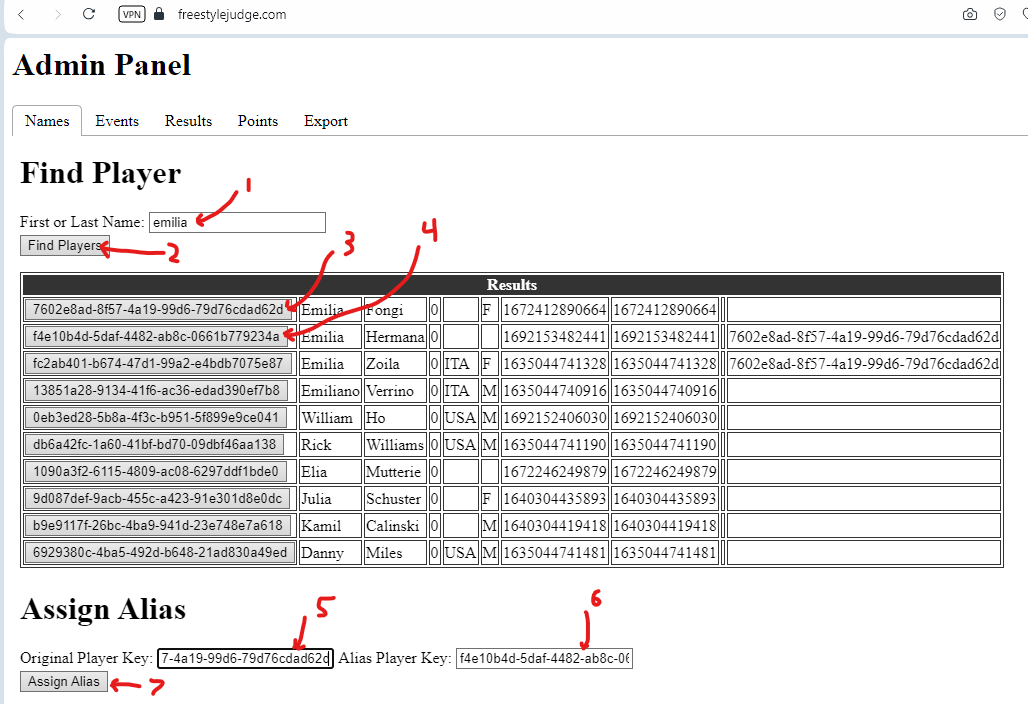 VPN freestylejudge.com
Admin Panel
Names Events Results Points Export
Find Player
1
First or Last Name: emilia
Find Players
2
3
4
Results
7602e8ad-8f57-4a19-99d6-79d76cdad62d Emilia Fongi 0 F 1672412890664 1672412890664
f4e10b4d-5daf-4482-ab8c-0661b779234a Emilia Hermana 0 1692153482441 1692153482441 7602e8ad-8f57-4a19-99d6-79d76cdad62d
fc2ab401-b674-47d1-99a2-e4bdb7075e87 Emilia Zoila 0 ITA F 1635044741328 1635044741328 7602e8ad-8f57-4a19-99d6-79d76cdad62d
13851a28-9134-41f6-ac36-edad390ef7b8 Emiliano Verrino 0 ITA M 1635044740916 1635044740916
0eb3ed28-5b8a-4f3c-b951-5f899e9ce041 William Ho 0 USA M 1692152406030 1692152406030
db6a42fc-1a60-41bf-bd70-09dbf46aa138 Rick Williams 0 USA M 1635044741190 1635044741190
1090a3f2-6115-4809-ac08-6297ddf1bde0 Elia Mutterie 0 1672246249879 1672246249879
9d087def-9acb-455c-a423-91e301d8e0dc Julia Schuster 0 F 1640304435893 1640304435893
b9e9117f-26bc-4ba9-941d-23e748e7a618 Kamil Calinski 0 M 1640304419418 1640304419418
6929380c-4ba5-492d-b648-21ad830a49ed Danny Miles 0 USA M 1635044741481 1635044741481
Assign Alias
5
6
Original Player Key: 7-4a19-99d6-79d76cdad62d Alias Player Key: f4e10b4d-5daf-4482-ab8c-06
Assign Alias
7